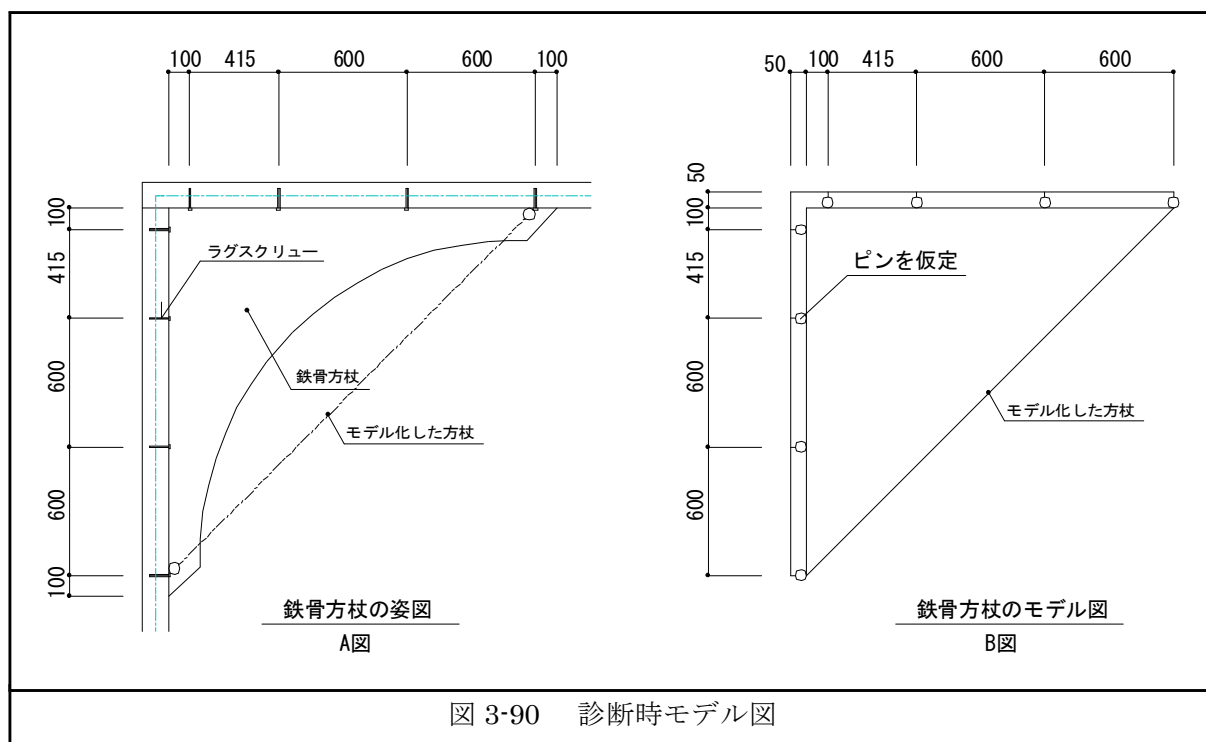 100 415 600 600 100
100
415
600
600
100
ラグスクリュー
鉄骨方杖
モデル化した方杖
鉄骨方杖の姿図
A図
50 100 415 600 600
50
100
415
600
600
ピンを仮定
モデル化した方杖
鉄骨方杖のモデル図
B図
図 3-90 診断時モデル図